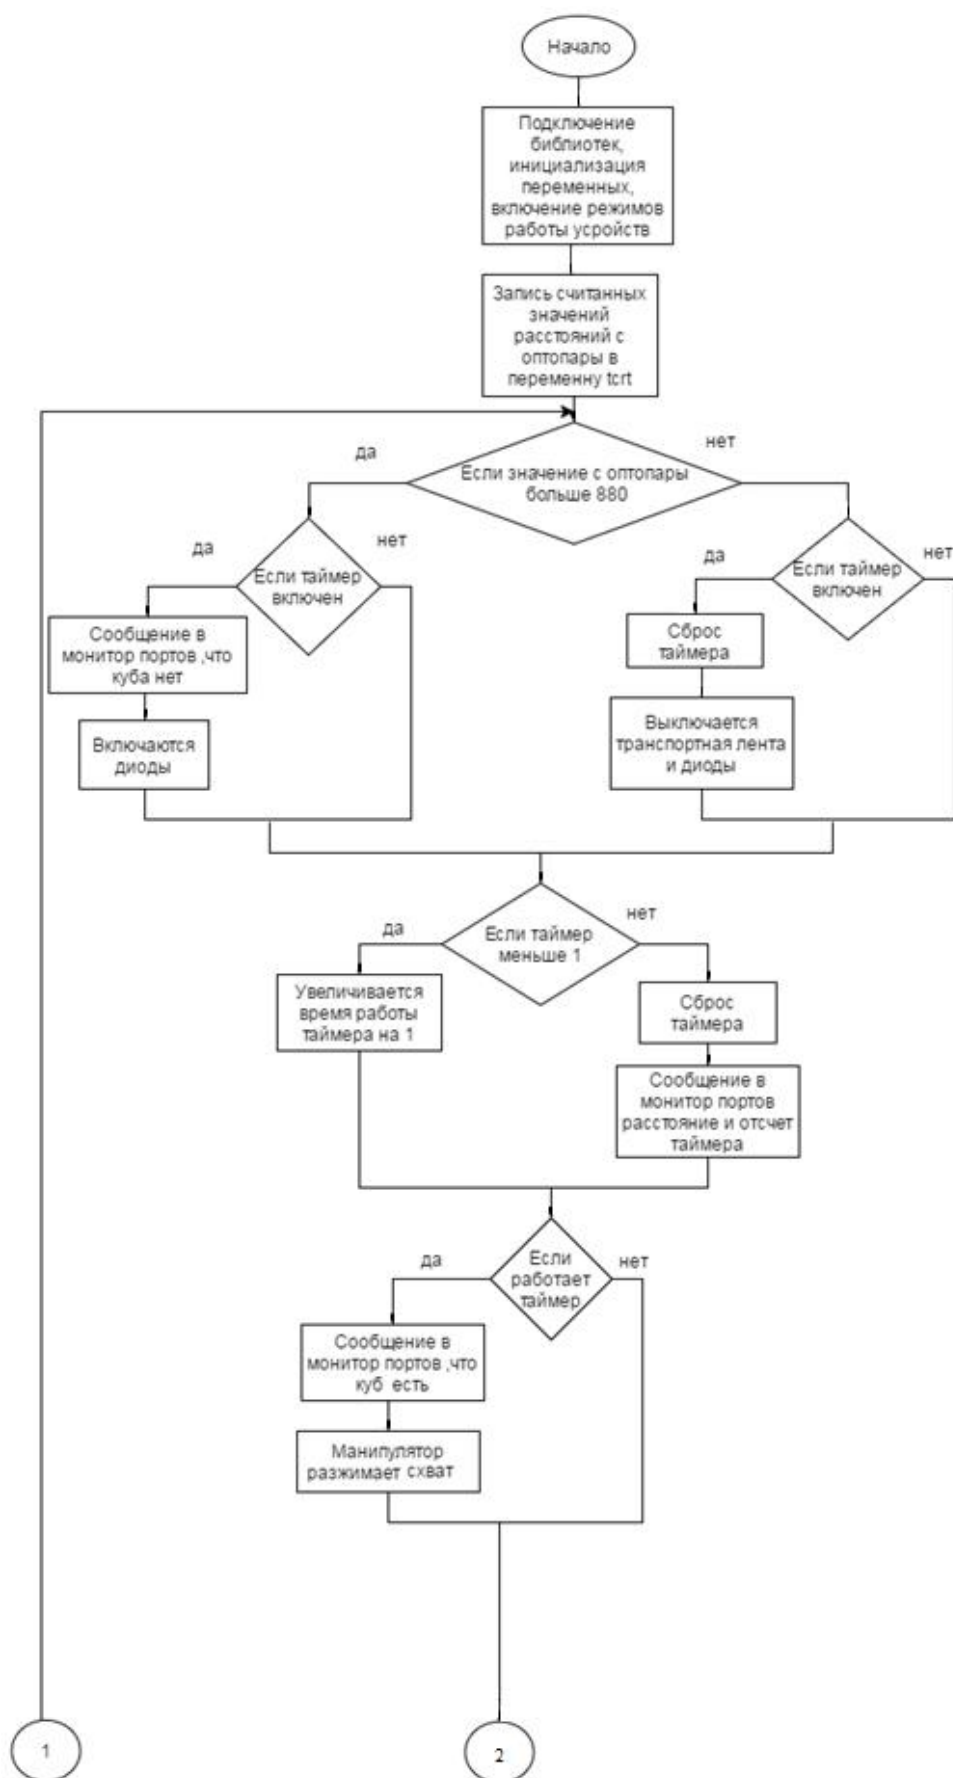 Начало
Подключение
библиотек,
инициализация
переменных,
включение режимов
работы усройств
Запись считанных
значений
расстояний с
оптопары в
переменну tcrt
да
нет
Если значение с оптопары
больше 880
да
нет
Если таймер
включен
да
нет
Если таймер
включен
Сообщение в
монитор портов ,что
куба нет
Сброс
таймера
Включаются
диоды
Выключается
транспортная лента
и диоды
да
нет
Если таймер
меньше 1
Увеличивается
время работы
таймера на 1
Сброс
таймера
Сообщение в
монитор портов
расстояние и отсчет
таймера
да
нет
Если
работает
таймер
Сообщение в
монитор портов ,что
куб есть
Манипулятор
разжимает схват
1
2